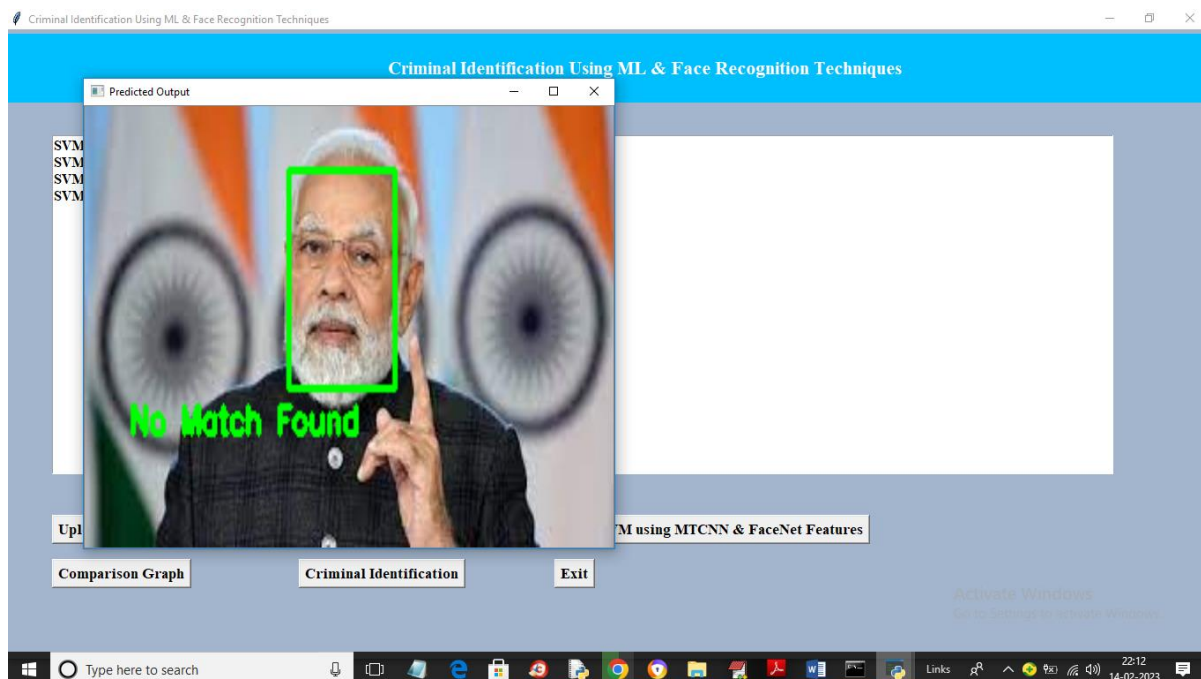 Criminal Identification Using ML & Face Recognition Techniques
Criminal Identification Using ML & Face Recognition Techniques
Predicted Output
SVM
SVM
SVM
SVM
No Match Found
Upl
M using MTCNN & FaceNet Features
Comparison Graph
Criminal Identification
Exit
Activate Windows
Go to Settings to activate Windows.
Type here to search
Links
22:12
14-02-2023